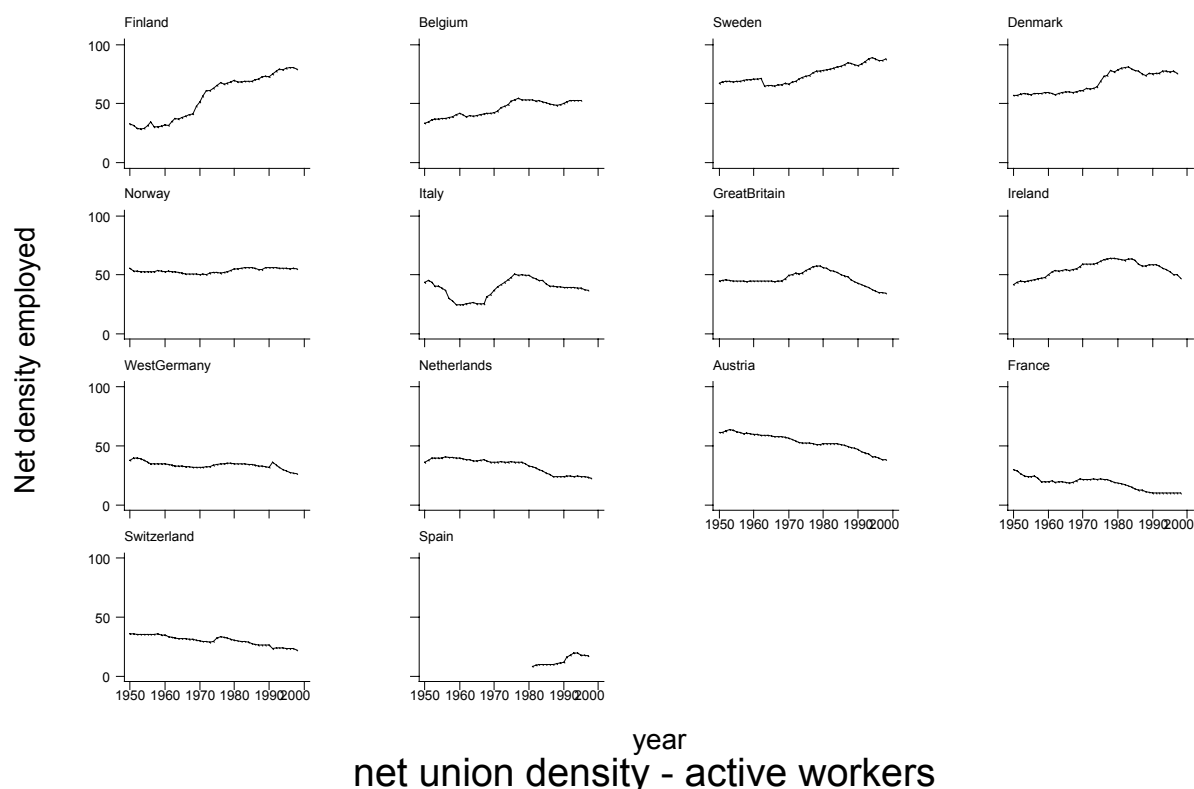 Finland Belgium Sweden Denmark
100
50
0
Norway Italy GreatBritain Ireland
100
50
0
WestGermany Netherlands Austria France
100
50
0
1950 1960 1970 1980 1990 2000 1950 1960 1970 1980 1990 2000
Switzerland Spain
100
50
0
1950 1960 1970 1980 1990 2000 1950 1960 1970 1980 1990 2000
Net density employed
year
net union density - active workers